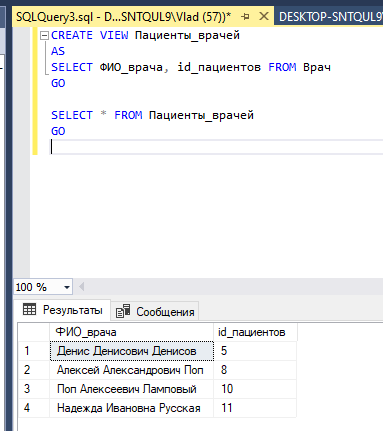 SQLQuery3.sql - D...SNTQUL9\Vlad (57))*
DESKTOP-SNTQUL9\
CREATE VIEW Пациенты_врачей
AS
SELECT ФИО_врача, id_пациентов FROM Врач
GO
SELECT * FROM Пациенты_врачей
GO
100 %
Результаты Сообщения
ФИО_врача id_пациентов
1 Денис Денисович Денисов 5
2 Алексей Александрович Поп 8
3 Поп Алексеевич Ламповый 10
4 Надежда Ивановна Русская 11